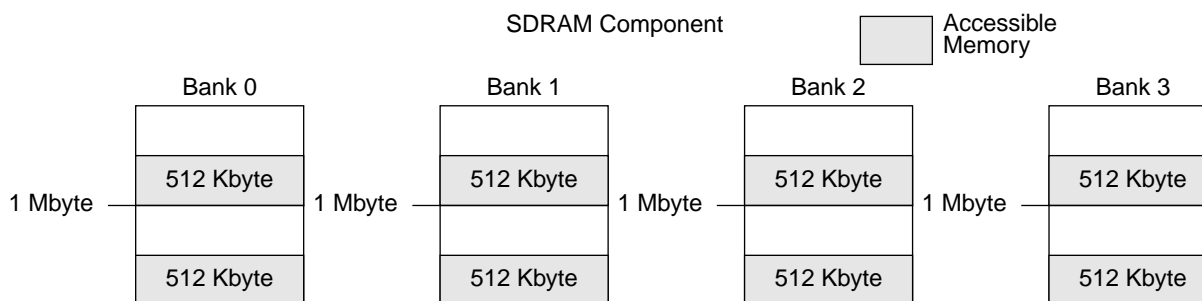 SDRAM Component
Accessible
Memory
Bank 0
Bank 1
Bank 2
Bank 3
512 Kbyte
512 Kbyte
512 Kbyte
512 Kbyte
1 Mbyte
1 Mbyte
1 Mbyte
1 Mbyte
512 Kbyte
512 Kbyte
512 Kbyte
512 Kbyte